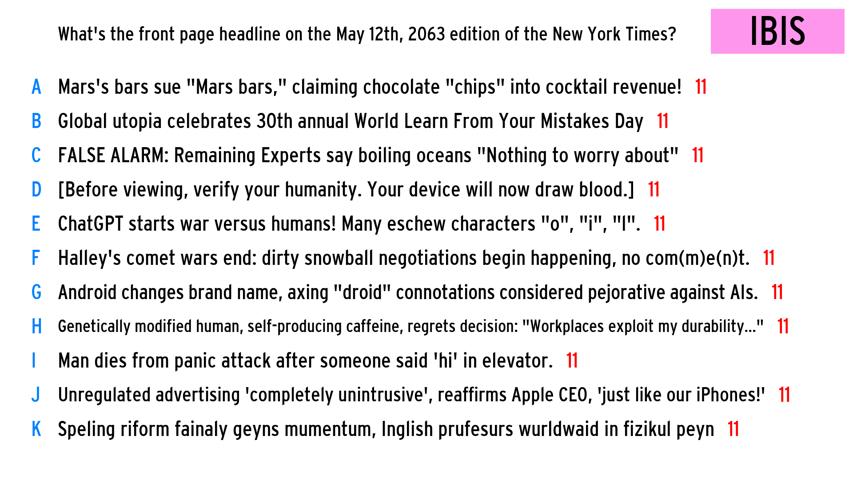 What's the front page headline on the May 12th, 2063 edition of the New York Times?
IBIS
A Mars's bars sue "Mars bars," claiming chocolate "chips" into cocktail revenue! 11
B Global utopia celebrates 30th annual World Learn From Your Mistakes Day 11
C FALSE ALARM: Remaining Experts say boiling oceans "Nothing to worry about" 11
D [Before viewing, verify your humanity. Your device will now draw blood.] 11
E ChatGPT starts war versus humans! Many eschew characters "o", "i", "l". 11
F Halley's comet wars end: dirty snowball negotiations begin happening, no com(m)e(n)t. 11
G Android changes brand name, axing "droid" connotations considered pejorative against AIs. 11
H Genetically modified human, self-producing caffeine, regrets decision: "Workplaces exploit my durability..." 11
I Man dies from panic attack after someone said 'hi' in elevator. 11
J Unregulated advertising 'completely unintrusive', reaffirms Apple CEO, 'just like our iPhones!' 11
K Speling riform fainaly geyns mumentum, Inglish prufesurs wurldwaid in fizikul peyn 11